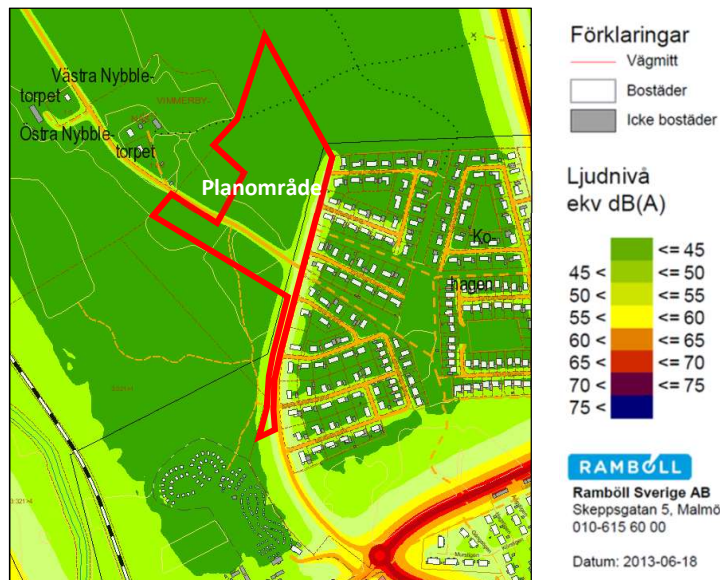 Västra Nybble-
torpet
VIMMERBY-
Östra Nybble-
torpet
Planområde
Ko-
hagen
Förklaringar
Vägmitt
Bostäder
Icke bostäder
Ljudnivå
ekv dB(A)
<= 45
45 < <= 50
50 < <= 55
55 < <= 60
60 < <= 65
65 < <= 70
70 < <= 75
75 <
RAMBOLL
Ramböll Sverige AB
Skeppsgatan 5, Malmö
010-615 60 00
Datum: 2013-06-18